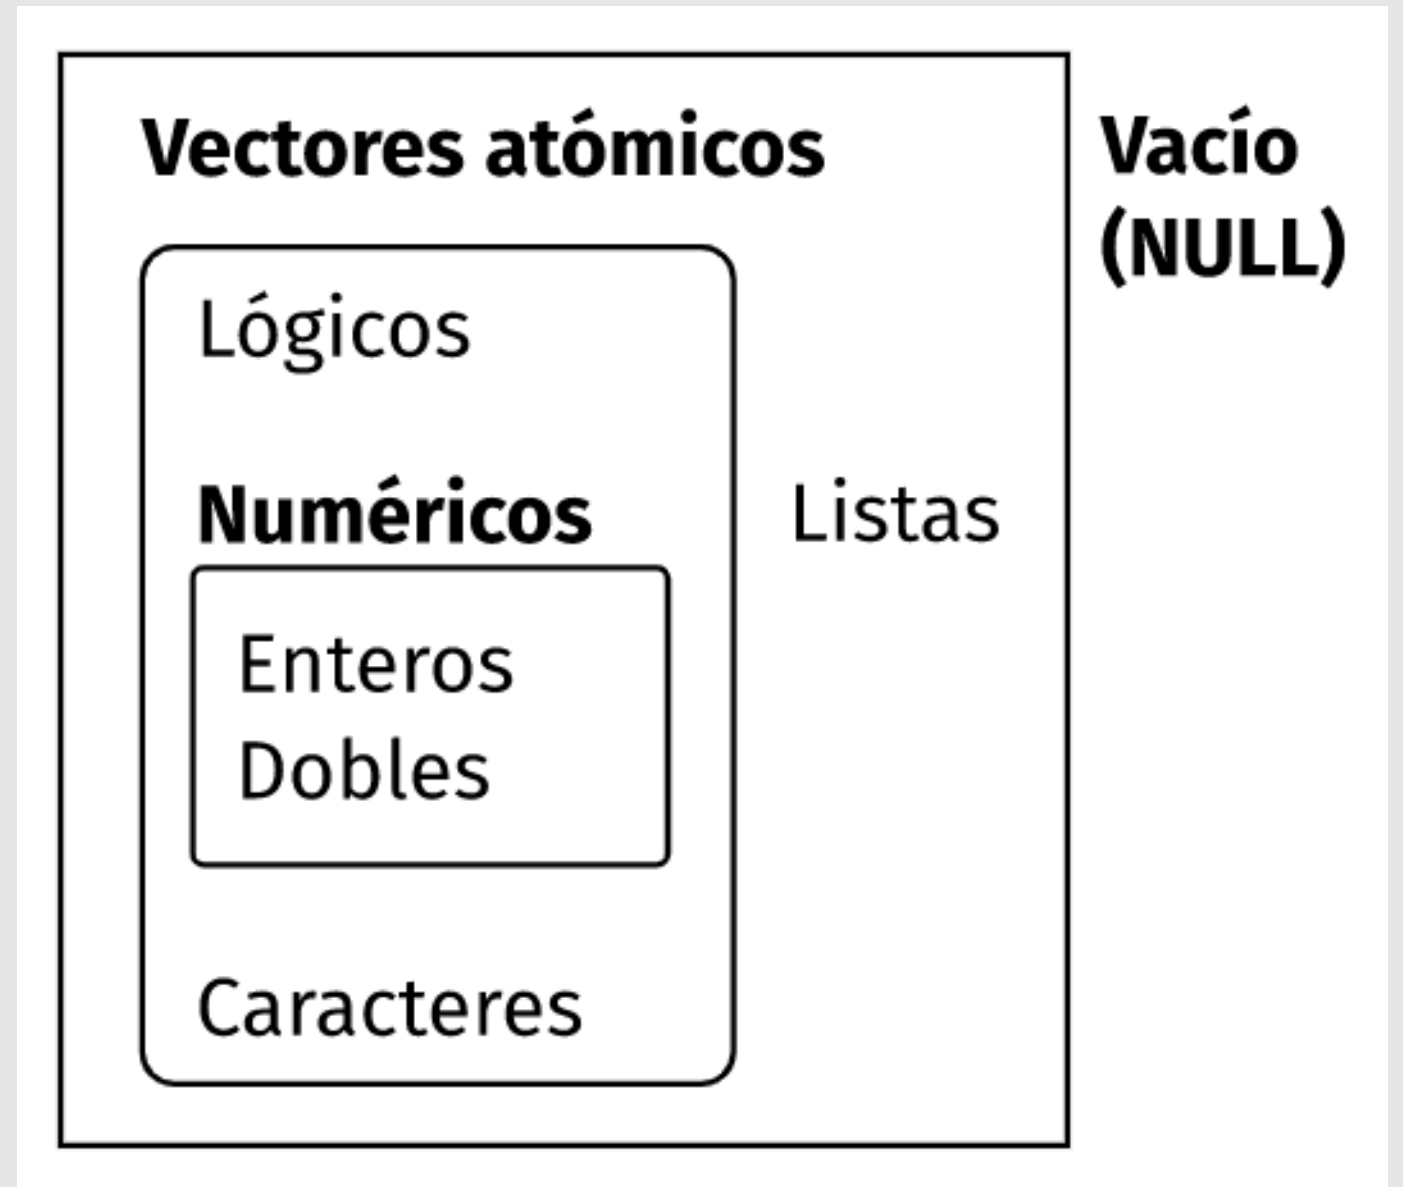 Vectores atómicos
Vacío
(NULL)
Lógicos
Numéricos
Listas
Enteros
Dobles
Caracteres